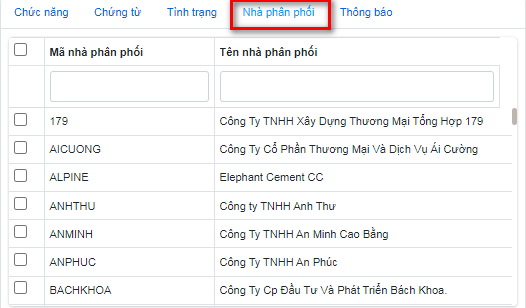 Chức năng Chứng từ Tình trạng Nhà phân phối Thông báo
Mã nhà phân phối Tên nhà phân phối
179 Công Ty TNHH Xây Dựng Thương Mại Tổng Hợp 179
AICUONG Công Ty Cổ Phần Thương Mại Và Dịch Vụ Ái Cường
ALPINE Elephant Cement CC
ANHTHU Công ty TNHH Anh Thư
ANMINH Công Ty TNHH An Minh Cao Bằng
ANPHUC Công Ty TNHH An Phúc
BACHKHOA Công Ty Cp Đầu Tư Và Phát Triển Bách Khoa.